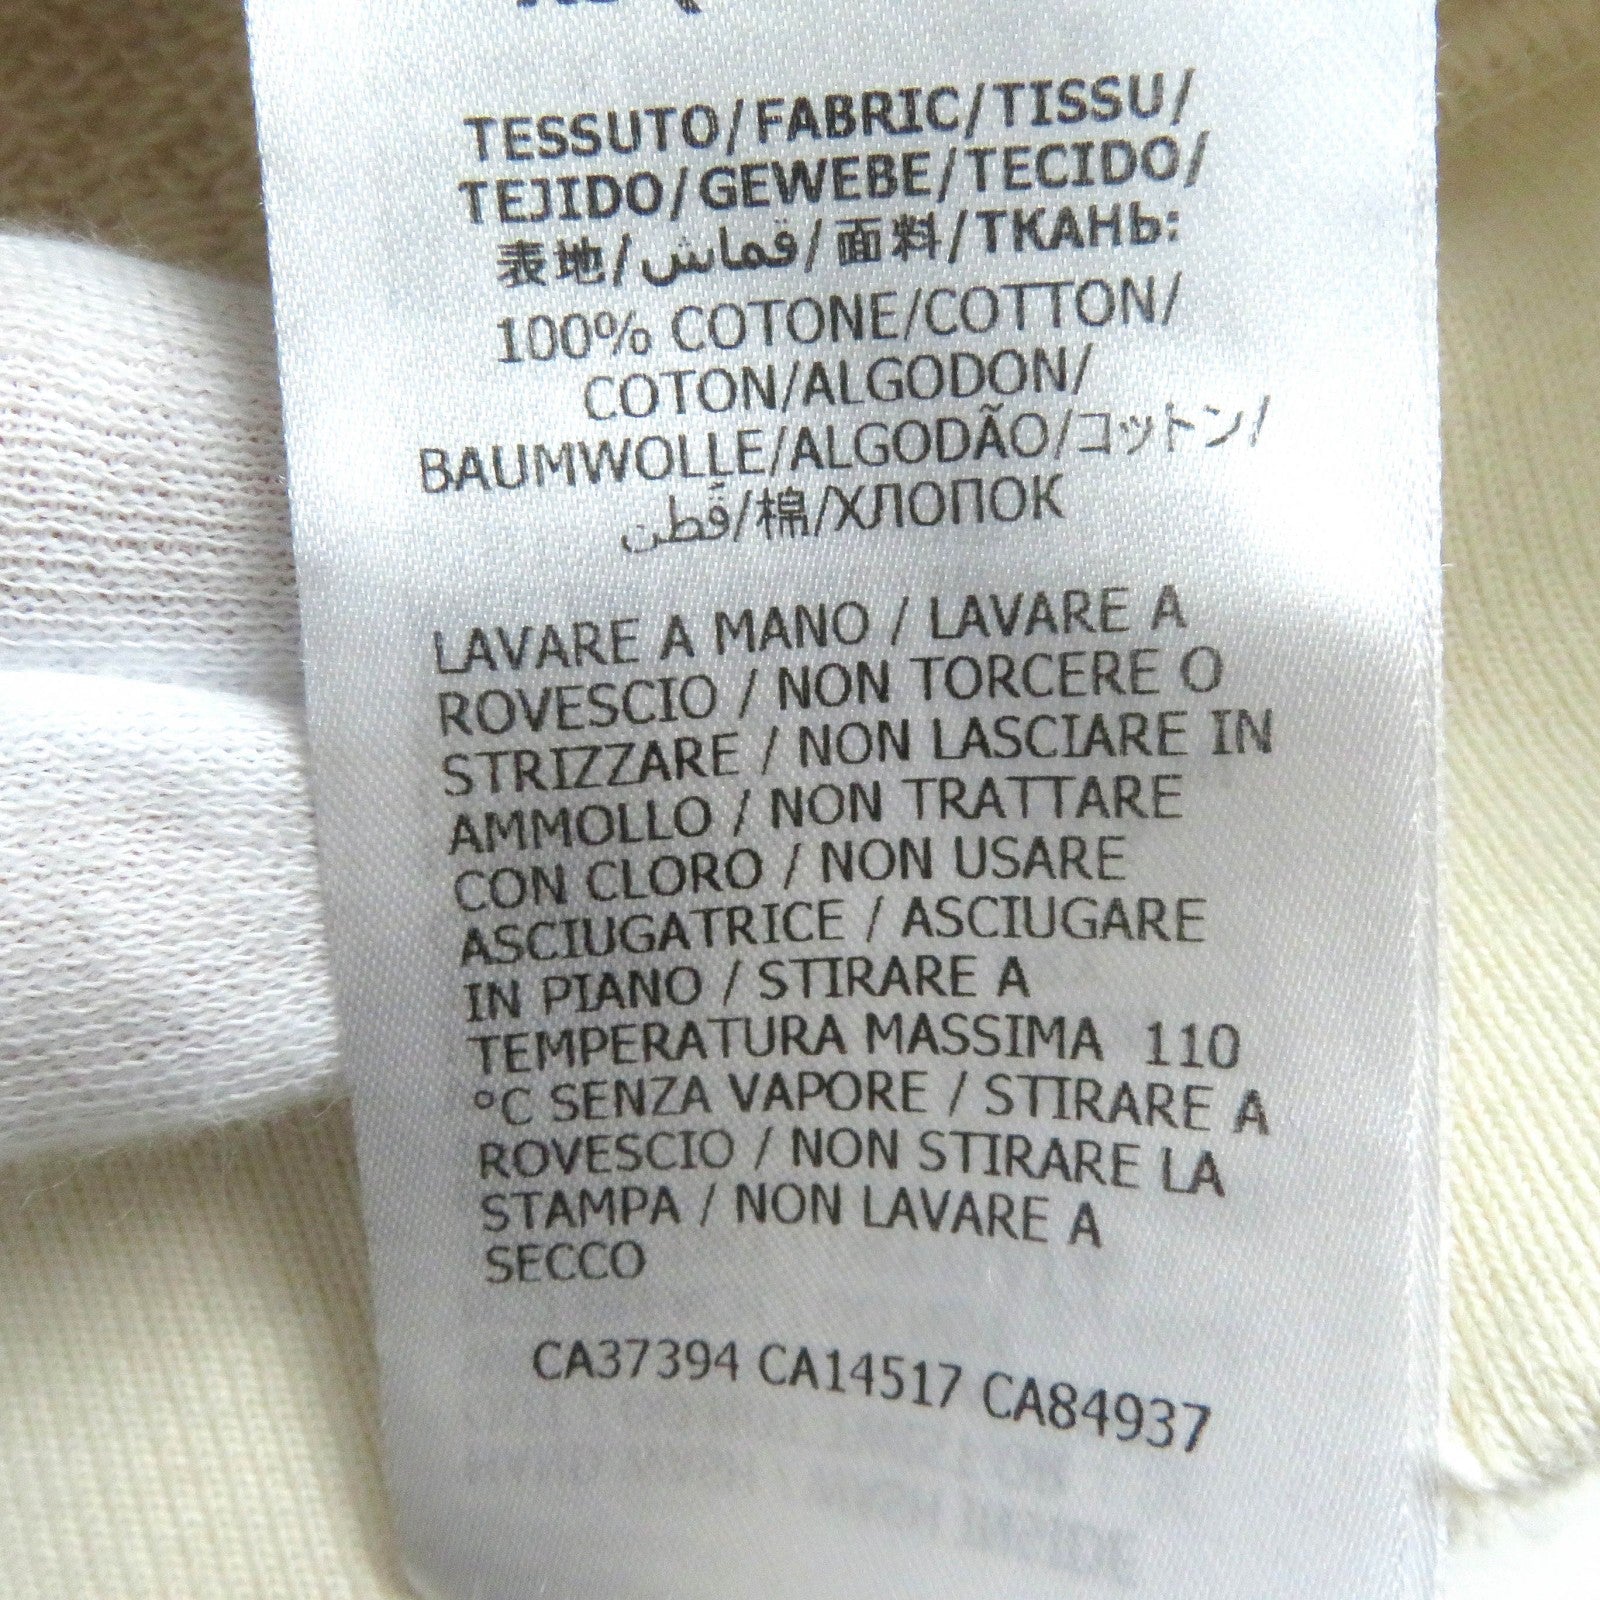 TESSUTO/FABRIC/TISSU/
TEJIDO/GEWEBE/TECIDO/
表地/قماش/面料/ТКАНЬ:
100% COTONE/COTTON/
COTON/ALGODON/
BAUMWOLLE/ALGODÃO/コットン/
قطن/棉/ХЛОПОК
LAVARE A MANO / LAVARE A
ROVESCIO / NON TORCERE O
STRIZZARE / NON LASCIARE IN
AMMOLLO / NON TRATTARE
CON CLORO / NON USARE
ASCIUGATRICE / ASCIUGARE
IN PIANO / STIRARE A
TEMPERATURA MASSIMA 110
°C SENZA VAPORE / STIRARE A
ROVESCIO / NON STIRARE LA
STAMPA / NON LAVARE A
SECCO
CA37394 CA14517 CA84937